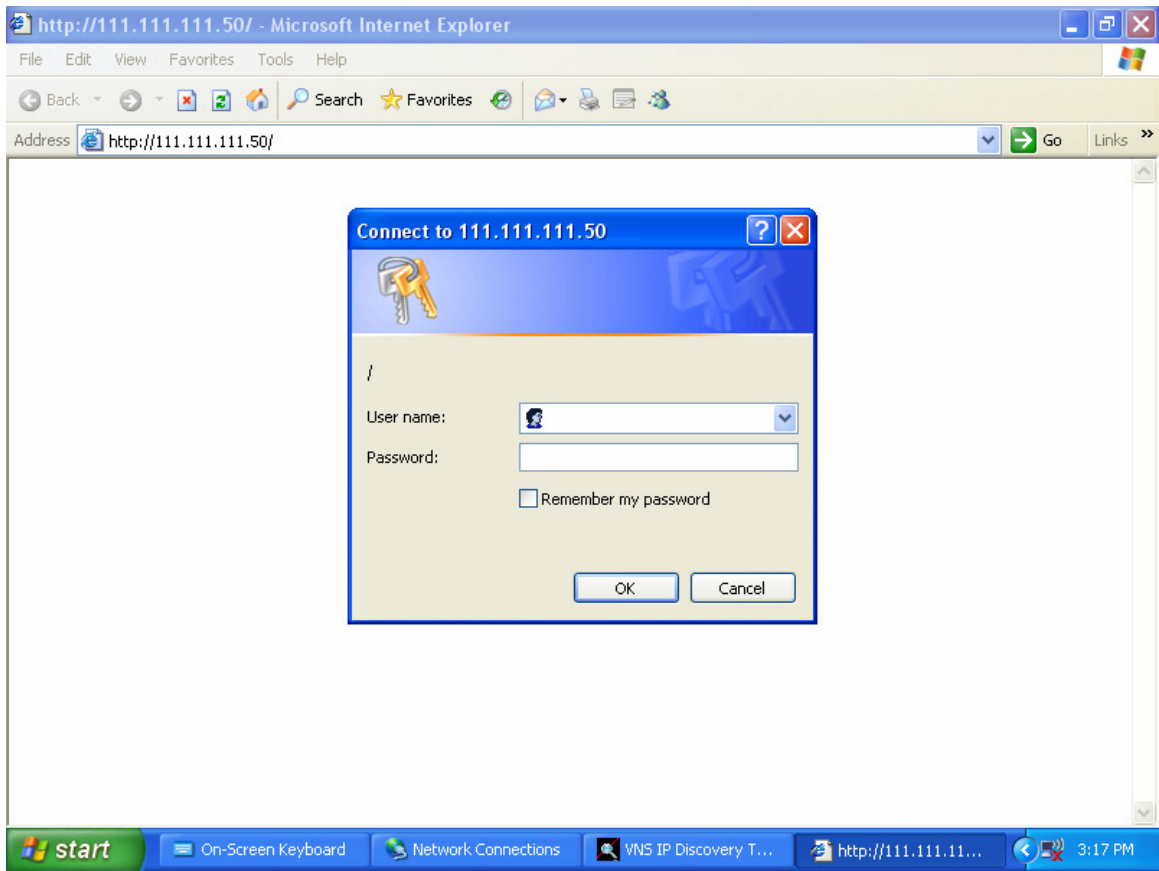 http://111.111.111.50/ - Microsoft Internet Explorer
File Edit View Favorites Tools Help
Back Search Favorites
Address http://111.111.111.50/ Go Links »
Connect to 111.111.111.50
/
User name:
Password:
Remember my password
OK Cancel
start On-Screen Keyboard Network Connections VNS IP Discovery T... http://111.111.11... 3:17 PM